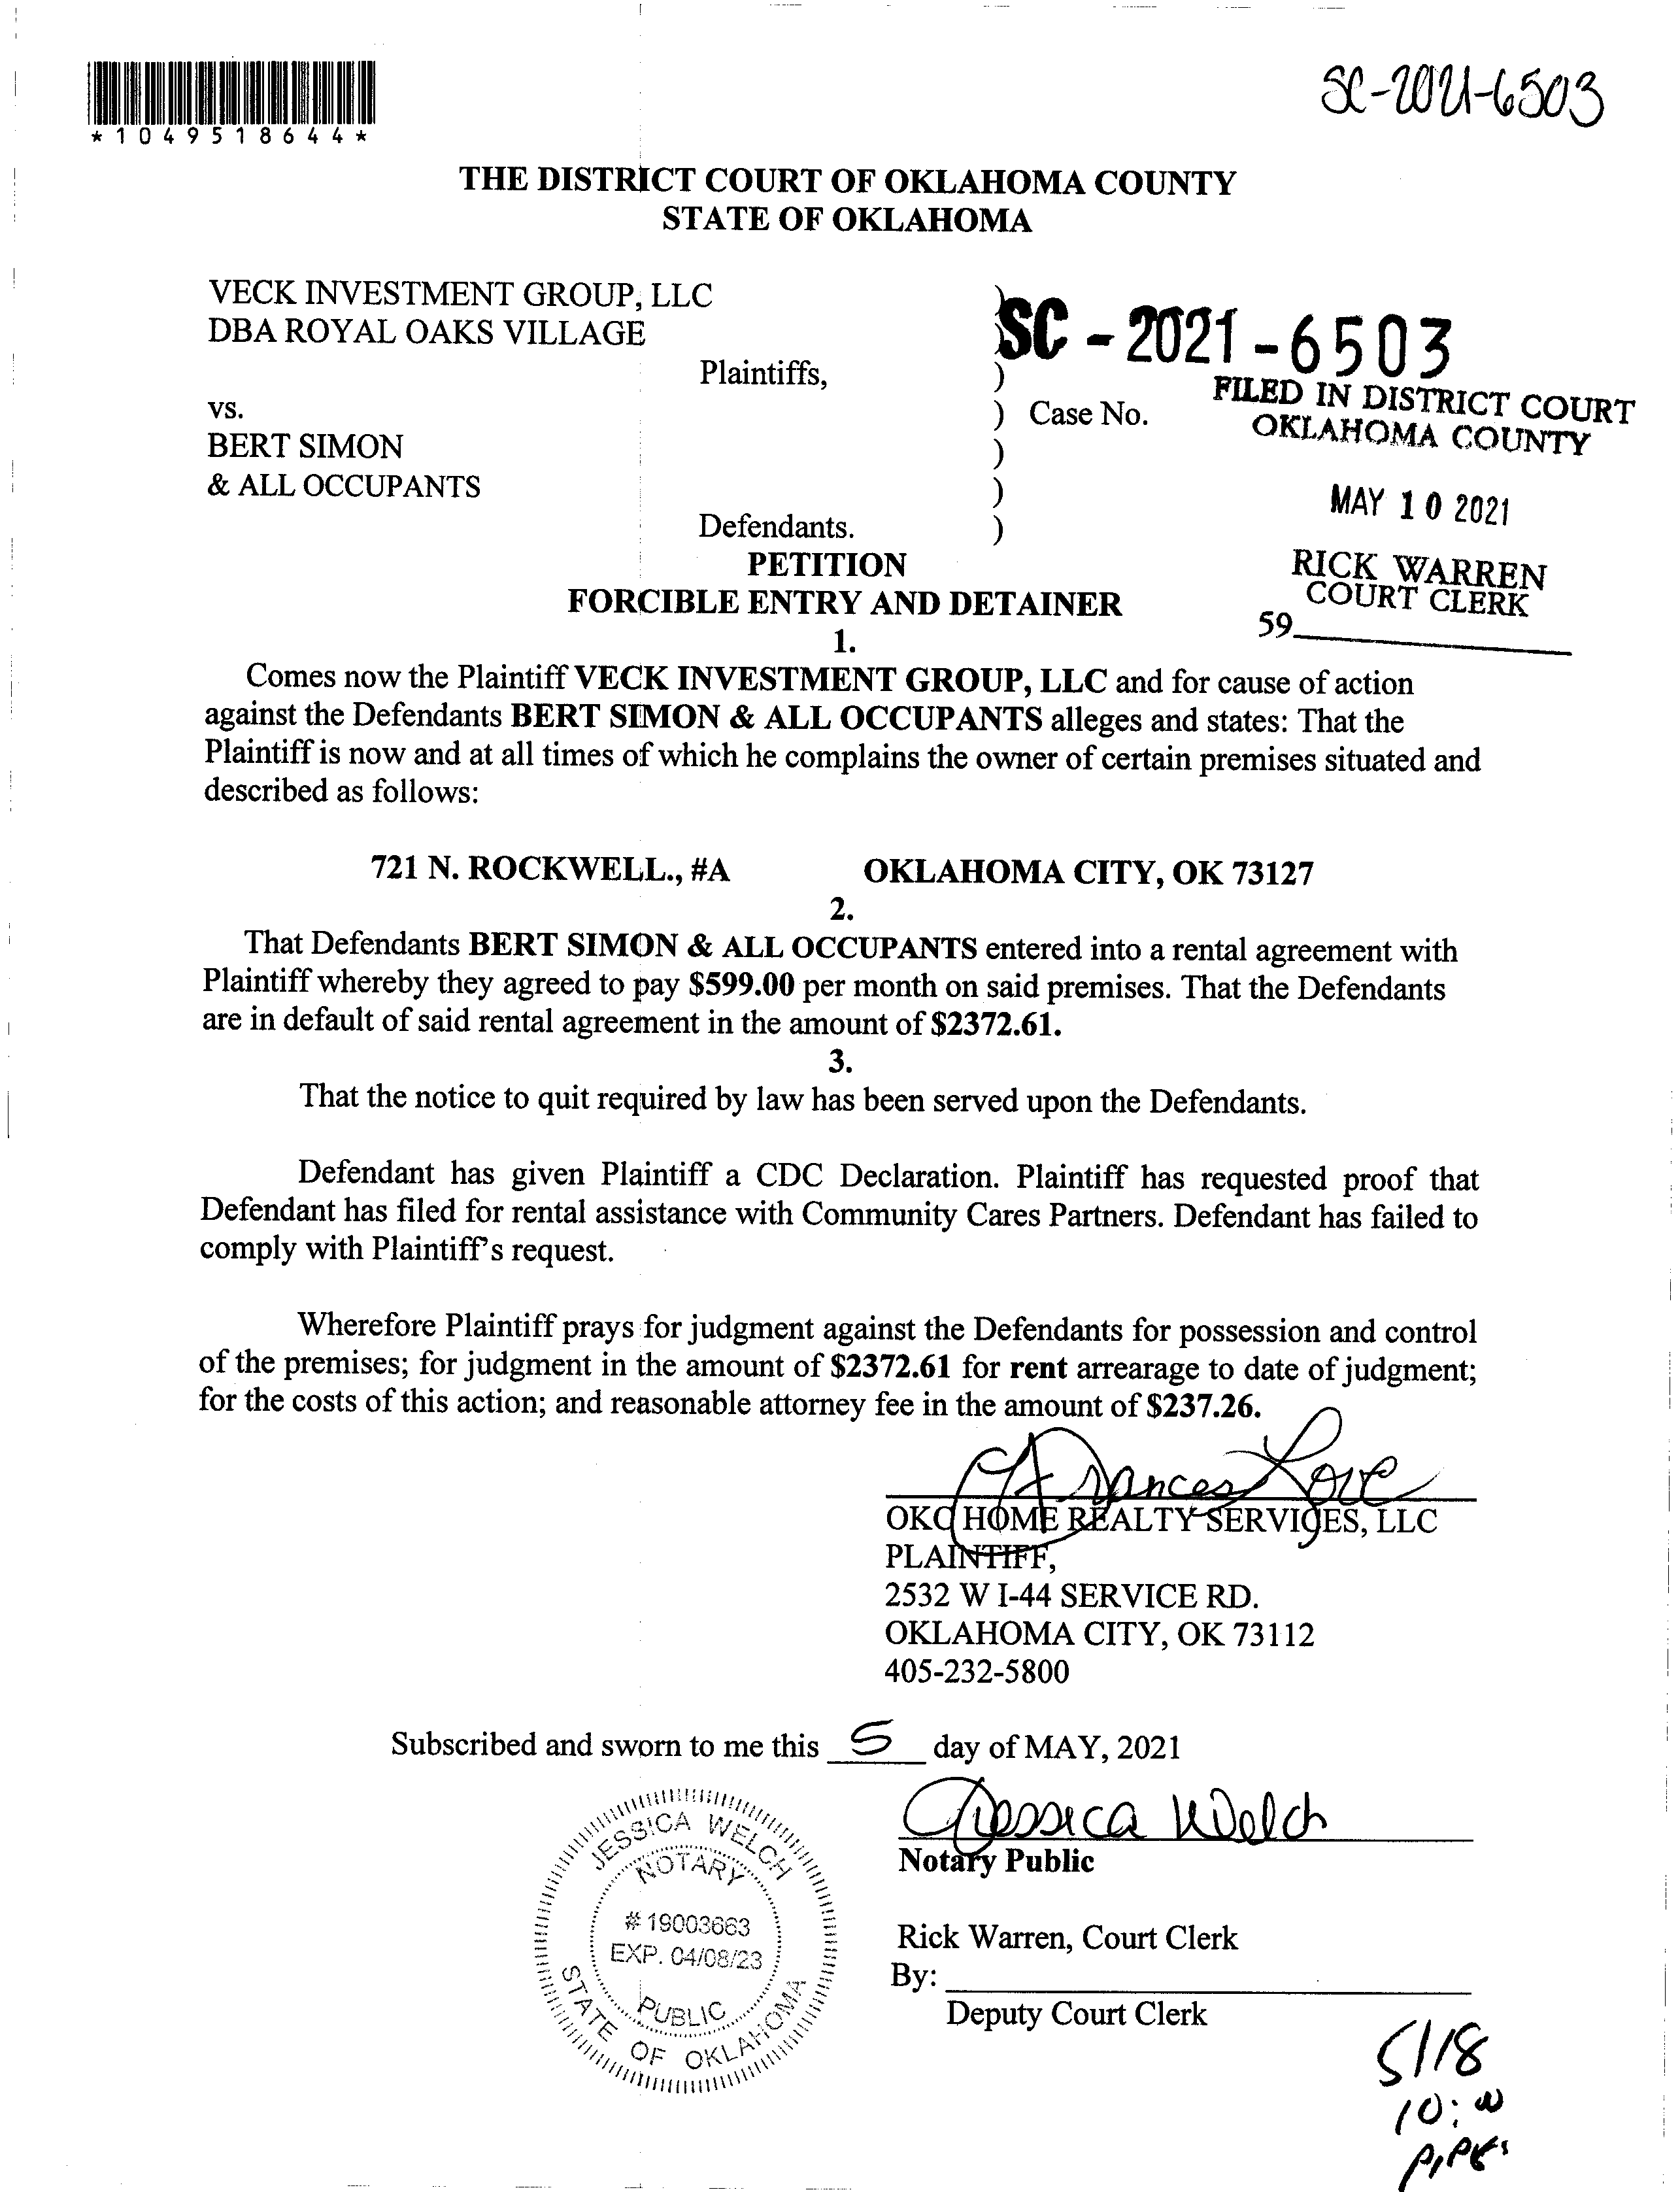 SC-2021-6503
*1049518644*
THE DISTRICT COURT OF OKLAHOMA COUNTY
STATE OF OKLAHOMA
VECK INVESTMENT GROUP, LLC )
DBA ROYAL OAKS VILLAGE ) SC - 2021 - 6503
Plaintiffs, )
FILED IN DISTRICT COURT
vs. ) Case No.
OKLAHOMA COUNTY
BERT SIMON )
& ALL OCCUPANTS )
MAY 10 2021
Defendants. )
PETITION
RICK WARREN
COURT CLERK
FORCIBLE ENTRY AND DETAINER
59
1.
Comes now the Plaintiff VECK INVESTMENT GROUP, LLC and for cause of action
against the Defendants BERT SIMON & ALL OCCUPANTS alleges and states: That the
Plaintiff is now and at all times of which he complains the owner of certain premises situated and
described as follows:
721 N. ROCKWELL., #A OKLAHOMA CITY, OK 73127
2.
That Defendants BERT SIMON & ALL OCCUPANTS entered into a rental agreement with
Plaintiff whereby they agreed to pay $599.00 per month on said premises. That the Defendants
are in default of said rental agreement in the amount of $2372.61.
3.
That the notice to quit required by law has been served upon the Defendants.
Defendant has given Plaintiff a CDC Declaration. Plaintiff has requested proof that
Defendant has filed for rental assistance with Community Cares Partners. Defendant has failed to
comply with Plaintiff's request.
Wherefore Plaintiff prays for judgment against the Defendants for possession and control
of the premises; for judgment in the amount of $2372.61 for rent arrearage to date of judgment;
for the costs of this action; and reasonable attorney fee in the amount of $237.26.
Frances Love
OKC HOME REALTY SERVICES, LLC
PLAINTIFF,
2532 W I-44 SERVICE RD.
OKLAHOMA CITY, OK 73112
405-232-5800
Subscribed and sworn to me this 5 day of MAY, 2021
Jessica Welch
Notary Public
JESSICA WELCH
NOTARY
# 19003663
EXP. 04/08/23
PUBLIC
STATE OF OKLAHOMA
Rick Warren, Court Clerk
By:
Deputy Court Clerk
5/18
10:00